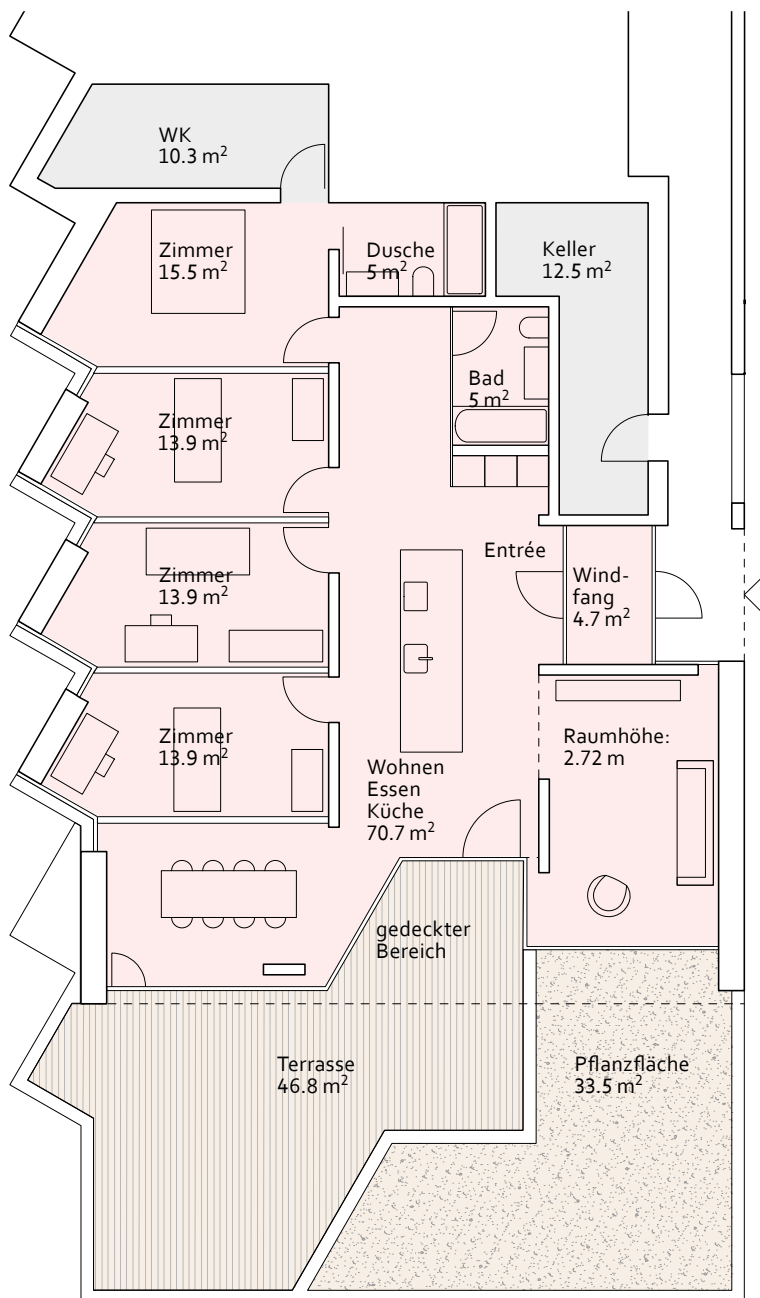 WK
10.3 m²
Zimmer
15.5 m²
Dusche
5 m²
Keller
12.5 m²
Bad
5 m²
Zimmer
13.9 m²
Entrée
Zimmer
13.9 m²
Wind-
fang
4.7 m²
Zimmer
13.9 m²
Raumhöhe:
2.72 m
Wohnen
Essen
Küche
70.7 m²
gedeckter
Bereich
Terrasse
46.8 m²
Pflanzfläche
33.5 m²